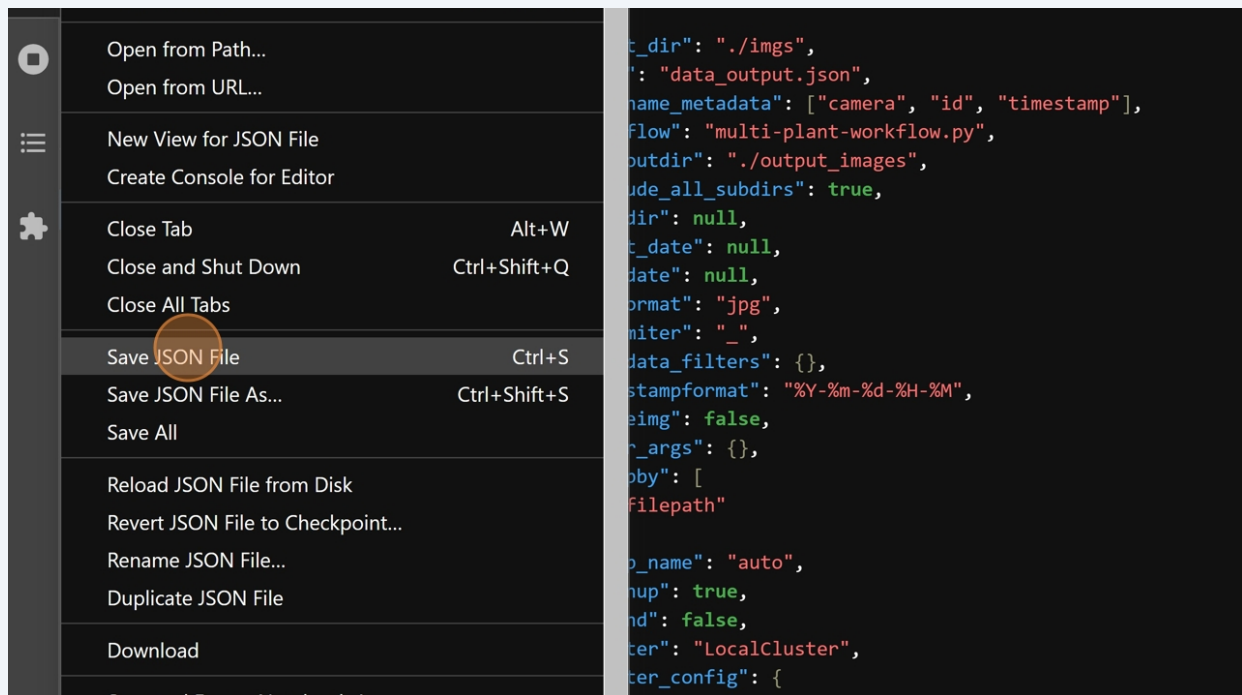 Open from Path...
Open from URL...
New View for JSON File
Create Console for Editor
Close Tab Alt+W
Close and Shut Down Ctrl+Shift+Q
Close All Tabs
Save JSON File Ctrl+S
Save JSON File As... Ctrl+Shift+S
Save All
Reload JSON File from Disk
Revert JSON File to Checkpoint...
Rename JSON File...
Duplicate JSON File
Download
t_dir": "./imgs",
": "data_output.json",
name_metadata": ["camera", "id", "timestamp"],
flow": "multi-plant-workflow.py",
outdir": "./output_images",
ude_all_subdirs": true,
dir": null,
t_date": null,
date": null,
ormat": "jpg",
miter": "_",
data_filters": {},
stampformat": "%Y-%m-%d-%H-%M",
eimg": false,
r_args": {},
pby": [
filepath"
p_name": "auto",
nup": true,
nd": false,
ter": "LocalCluster",
ter_config": {